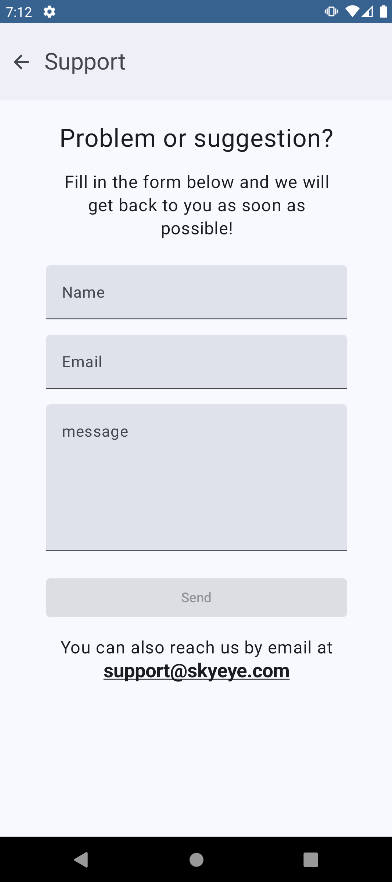 7:12
Support
Problem or suggestion?
Fill in the form below and we will
get back to you as soon as
possible!
Name
Email
message
Send
You can also reach us by email at
support@skyeye.com